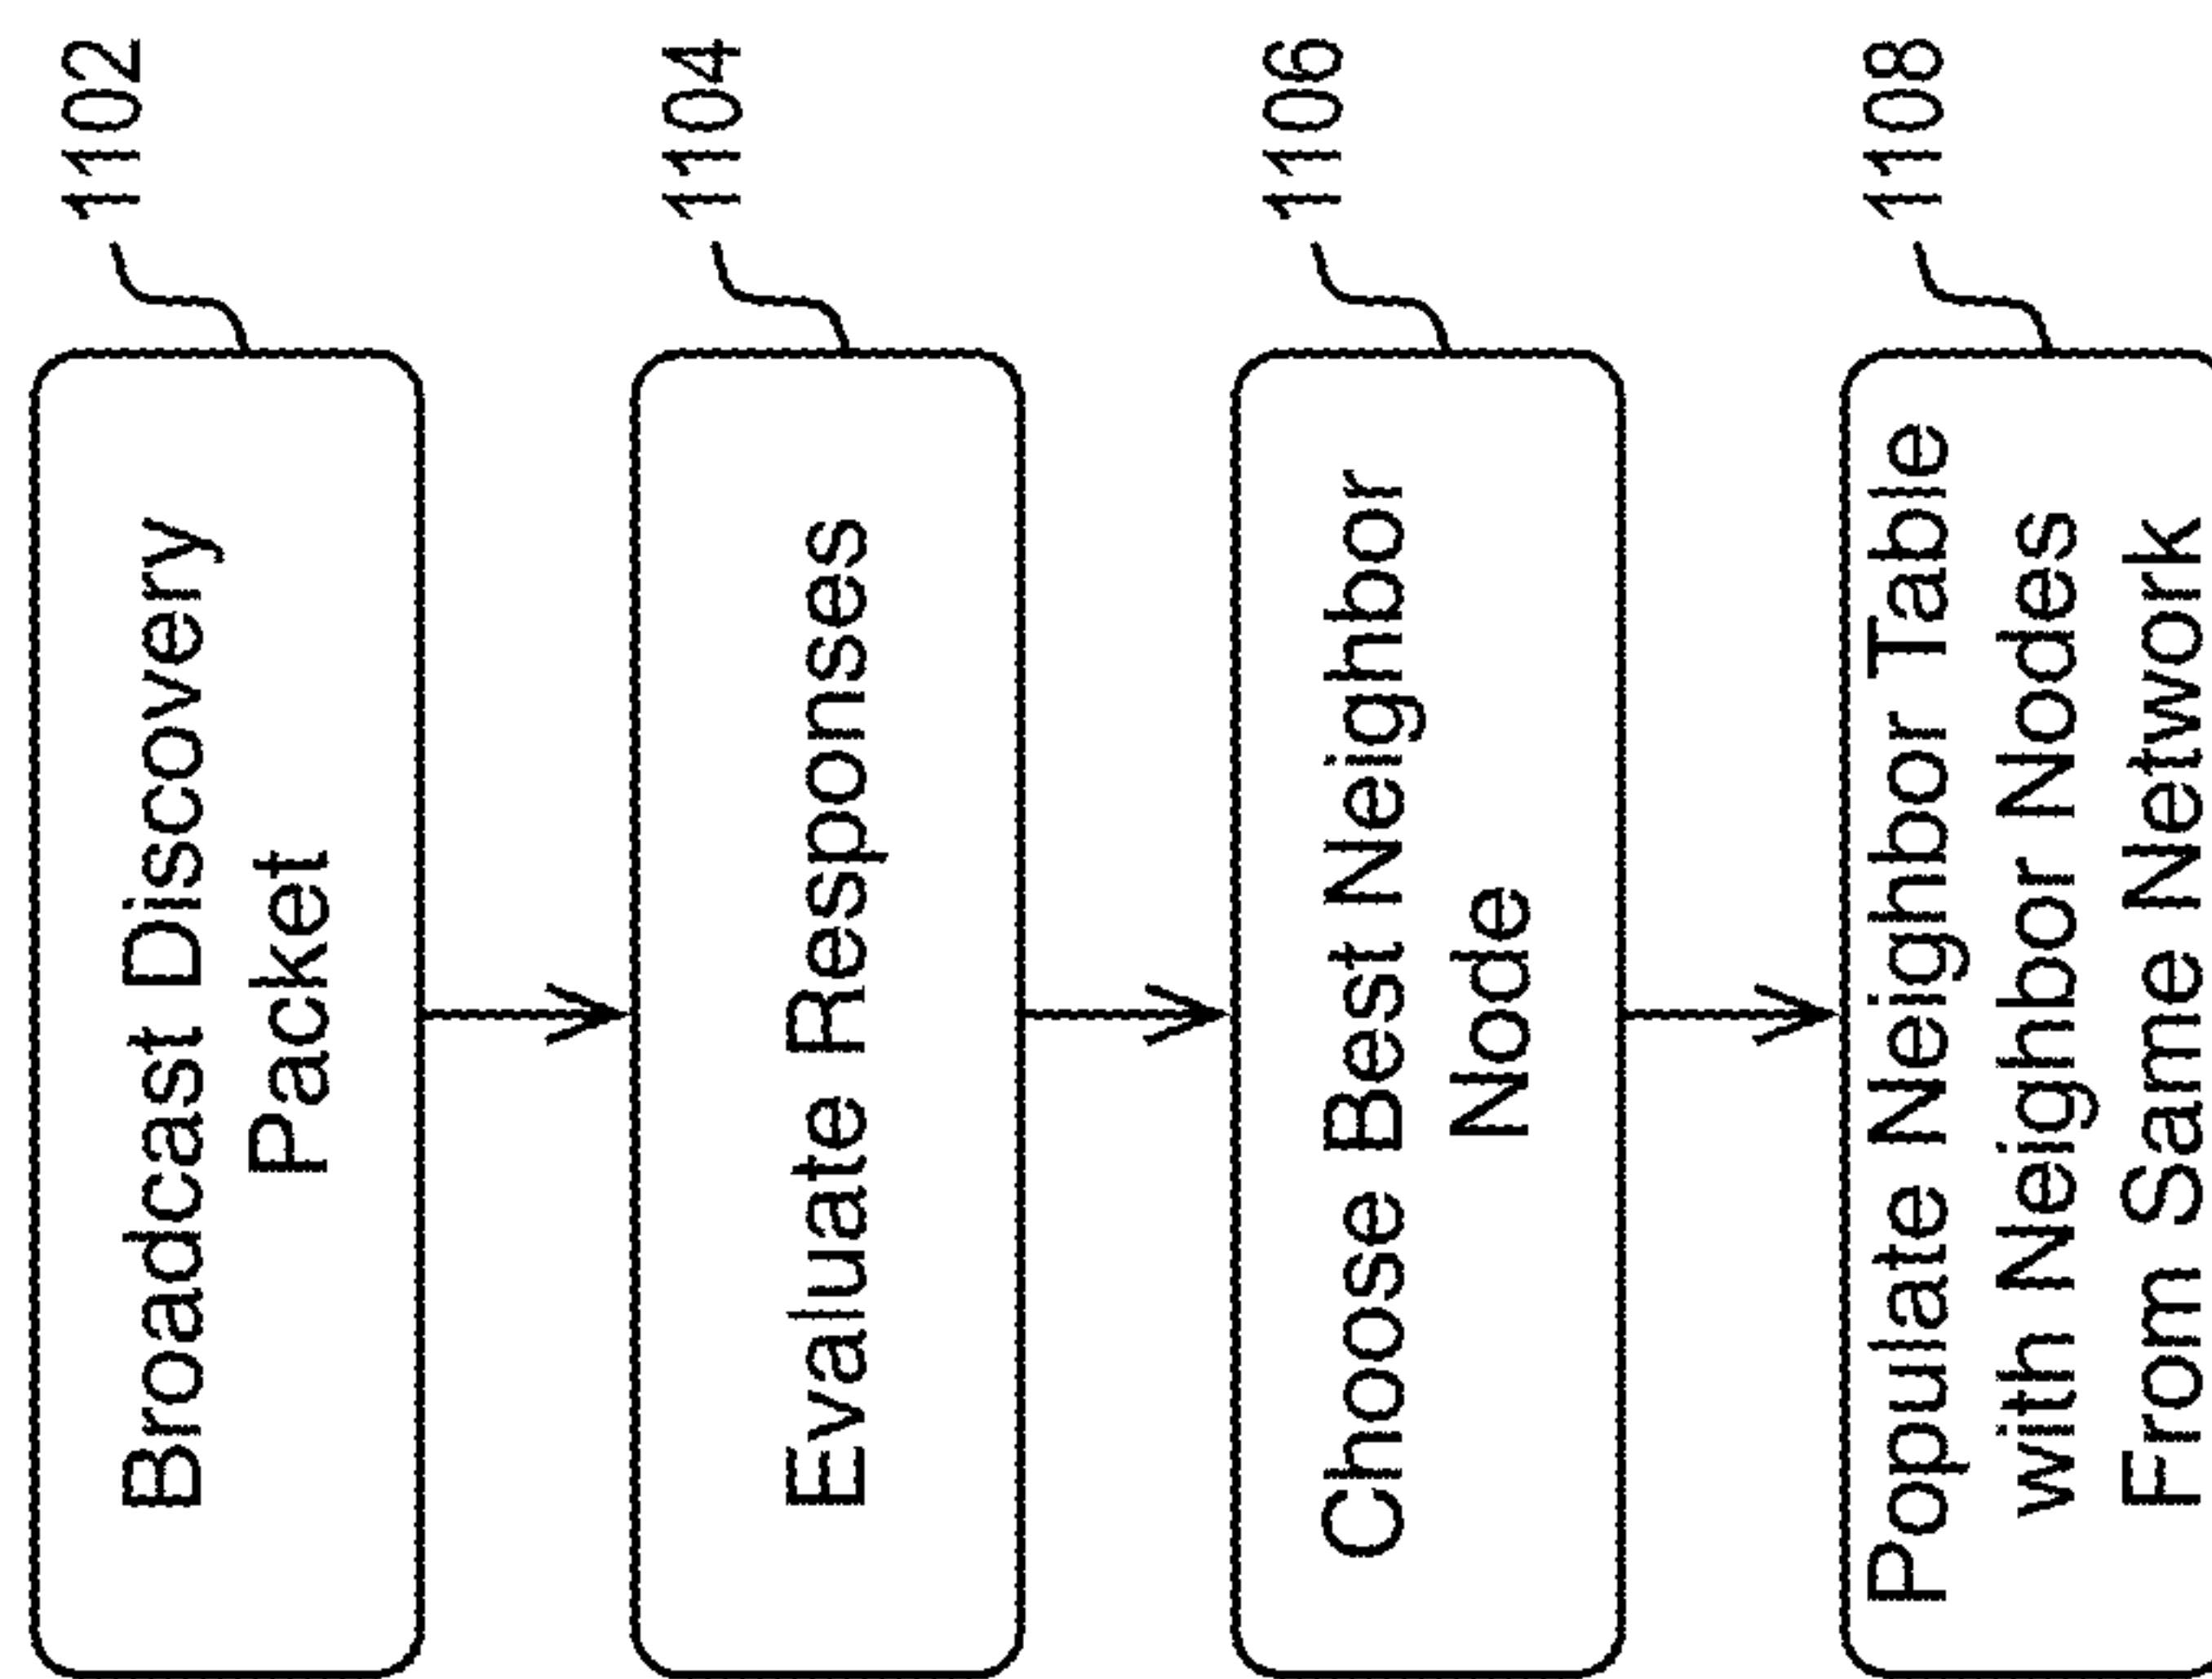 Broadcast Discovery
Packet
1102
Evaluate Responses
1104
Choose Best Neighbor
Node
1106
Populate Neighbor Table
with Neighbor Nodes
From Same Network
1108